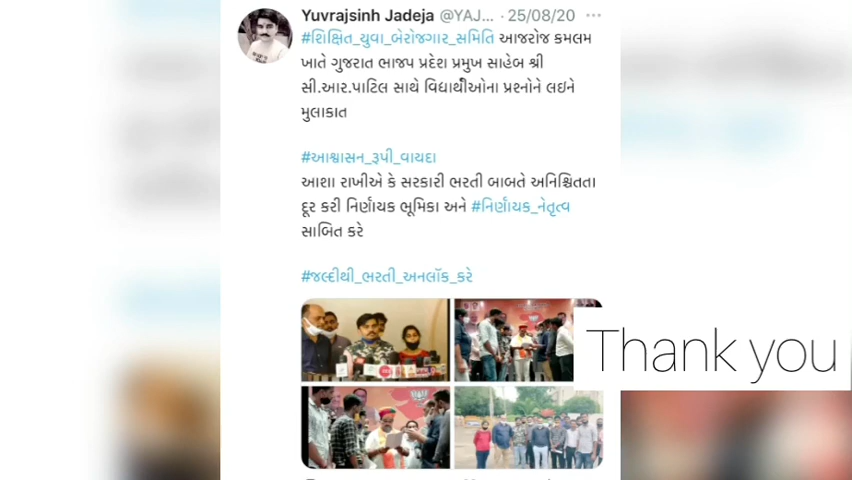 Yuvrajsinh Jadeja @YAJ... · 25/08/20 ···
#શિક્ષિત_યુવા_બેરોજગાર_સમિતિ આજરોજ કમલમ
ખાતે ગુજરાત ભાજપ પ્રદેશ પ્રમુખ સાહેબ શ્રી
સી.આર.પાટિલ સાથે વિદ્યાર્થીઓના પ્રશ્નોને લઇને
મુલાકાત
#આશ્વાસન_રૂપી_વાયદા
આશા રાખીએ કે સરકારી ભરતી બાબતે અનિશ્ચિતતા
દૂર કરી નિર્ણાયક ભૂમિકા અને #નિર્ણાયક_નેતૃત્વ
સાબિત કરે
#જલ્દીથી_ભરતી_અનલૉક_કરે
Thank you